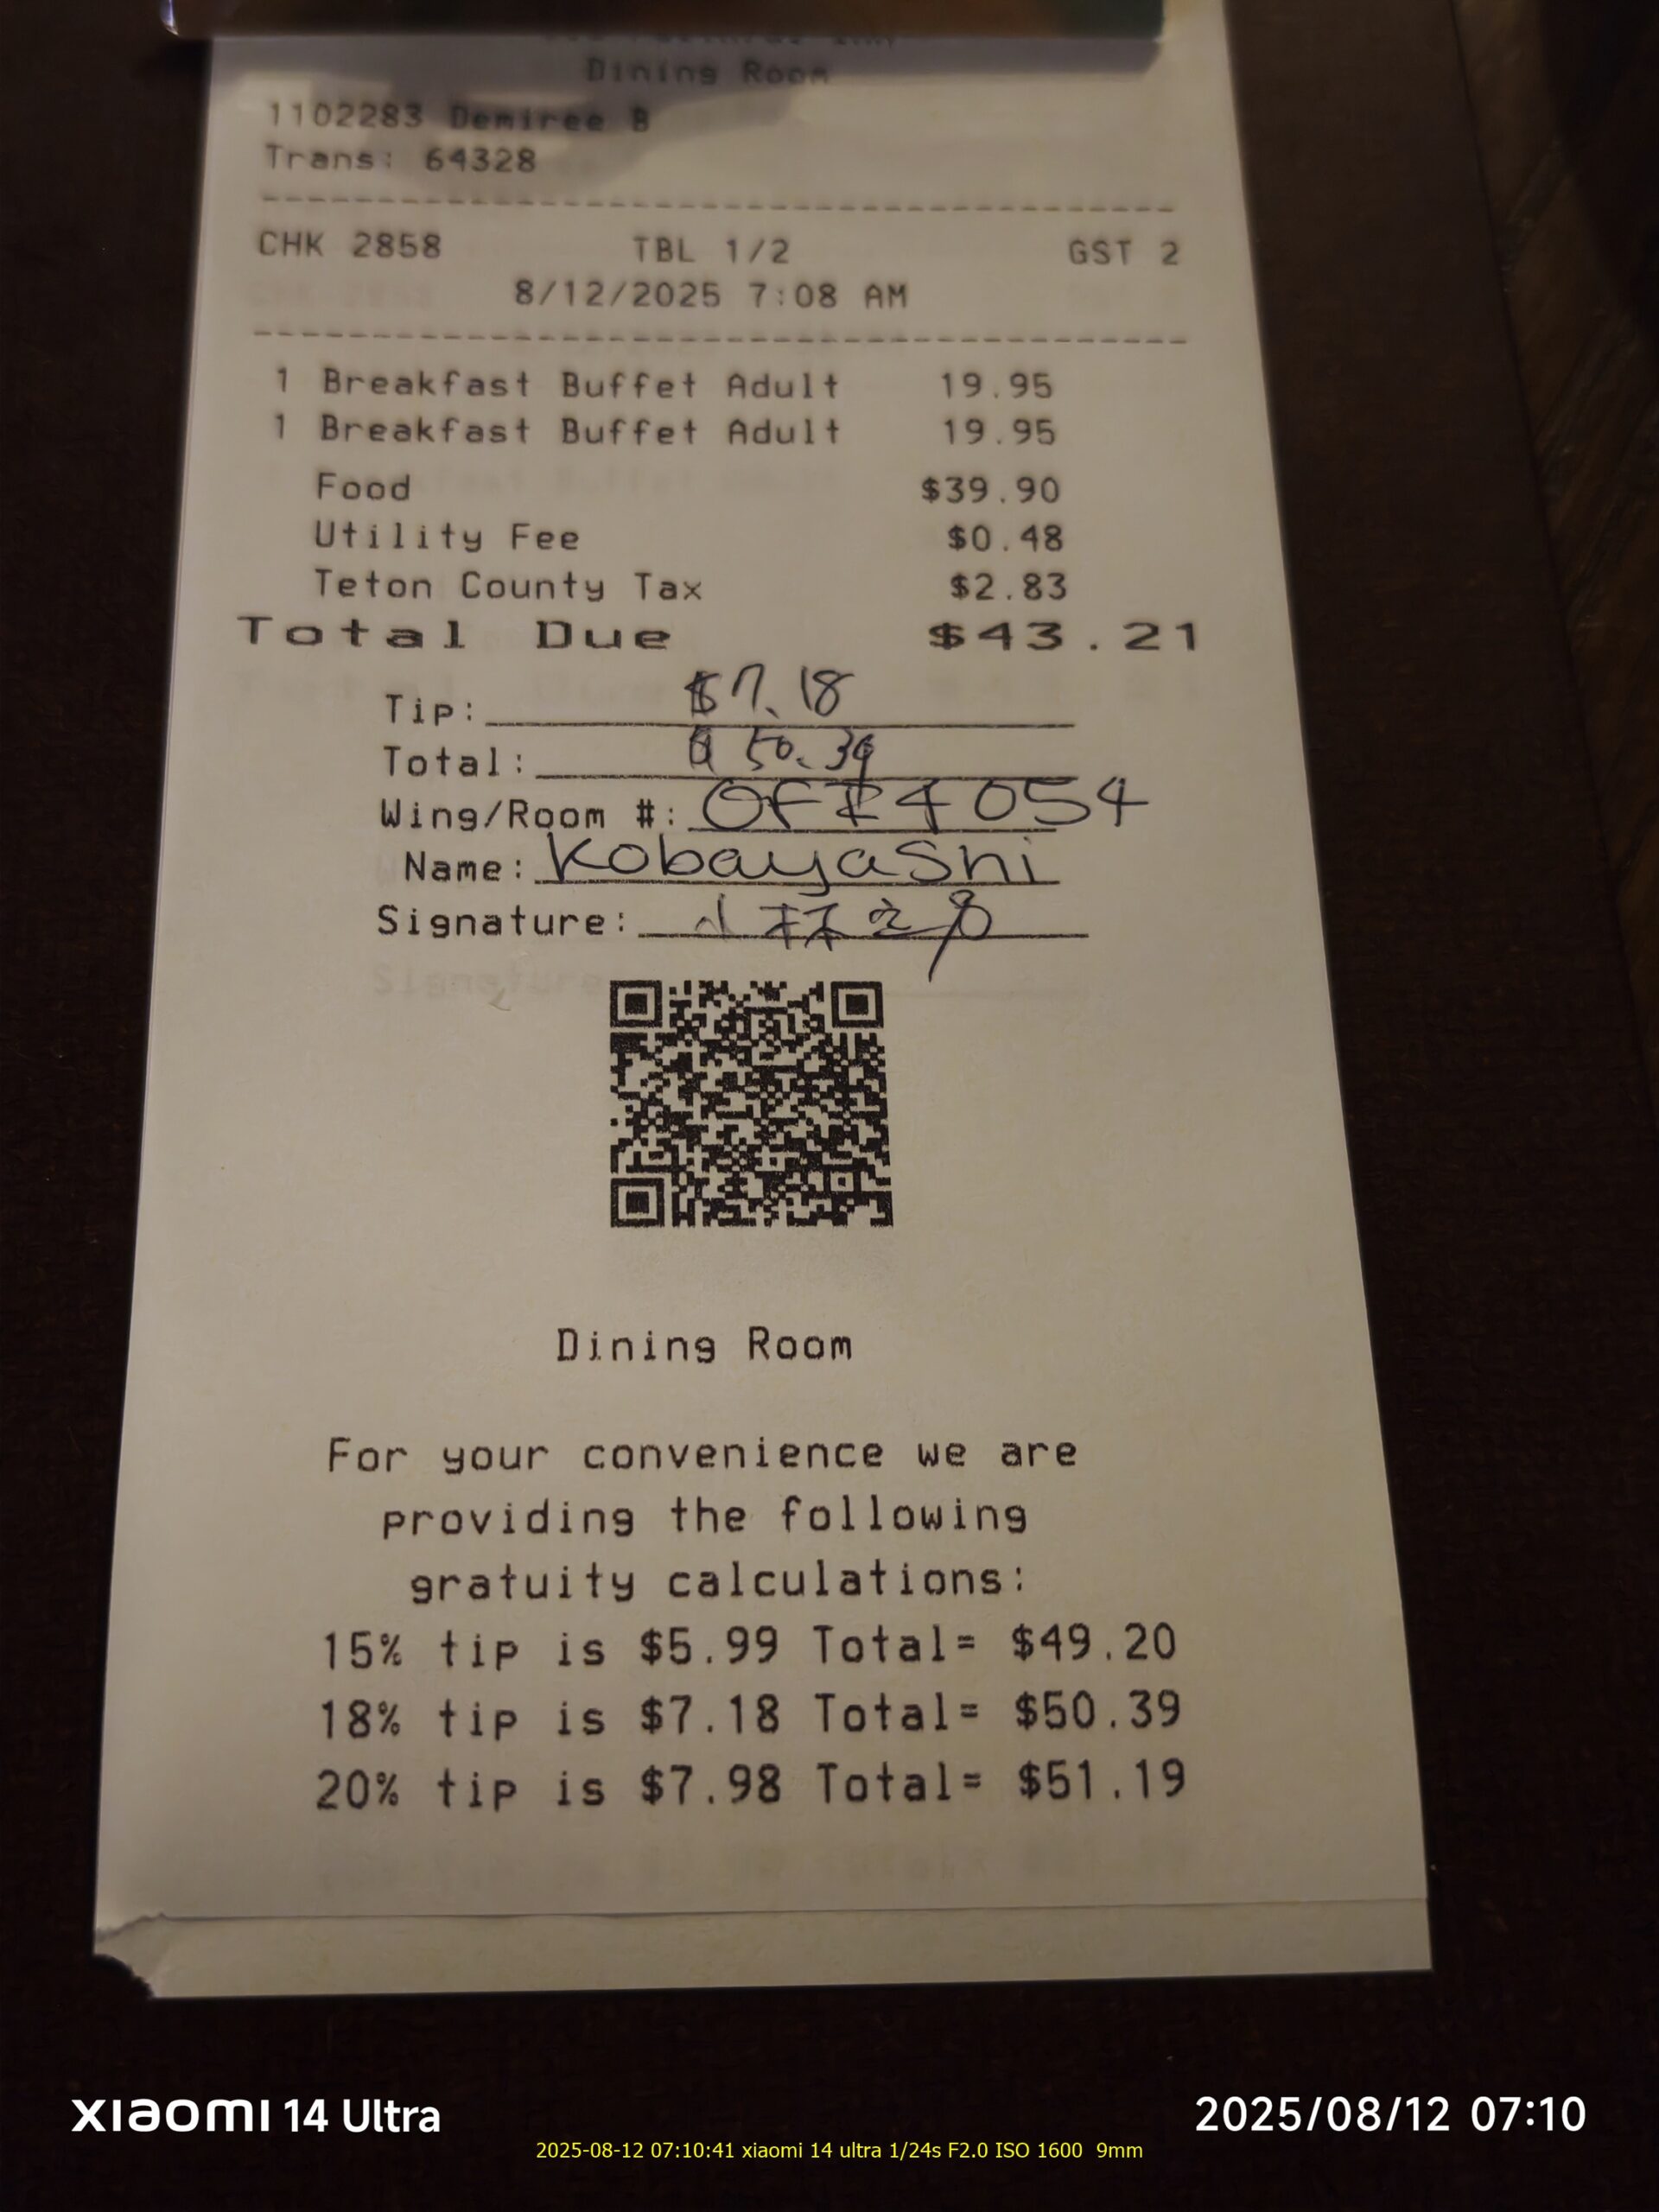 Dining Room
1102283 Demiree B
Trans: 64328
CHK 2858 TBL 1/2 GST 2
8/12/2025 7:08 AM
1 Breakfast Buffet Adult 19.95
1 Breakfast Buffet Adult 19.95
Food $39.90
Utility Fee $0.48
Teton County Tax $2.83
Total Due $43.21
Tip: $7.18
Total: $50.39
Wing/Room #: 4054
Name: Kobayashi
Signature: 小林
Dining Room
For your convenience we are
providing the following
gratuity calculations:
15% tip is $5.99 Total= $49.20
18% tip is $7.18 Total= $50.39
20% tip is $7.98 Total= $51.19
xiaomi 14 Ultra 2025/08/12 07:10
2025-08-12 07:10:41 xiaomi 14 ultra 1/24s F2.0 ISO 1600 9mm